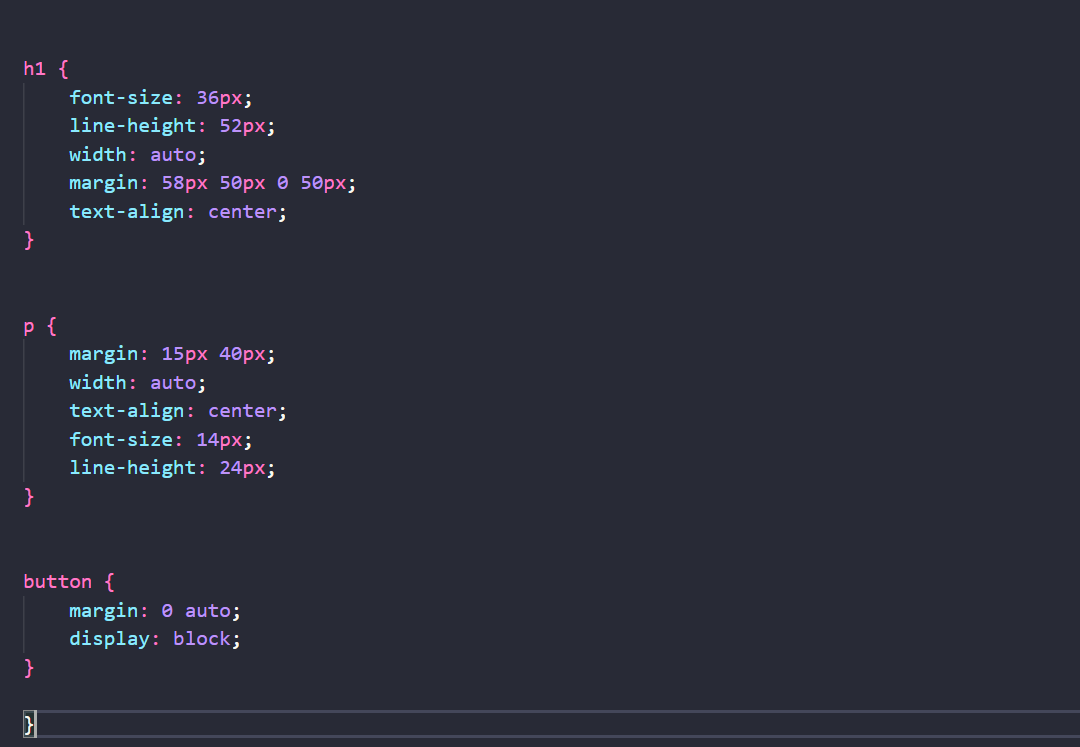 h1 {
    font-size: 36px;
    line-height: 52px;
    width: auto;
    margin: 58px 50px 0 50px;
    text-align: center;
}
p {
    margin: 15px 40px;
    width: auto;
    text-align: center;
    font-size: 14px;
    line-height: 24px;
}
button {
    margin: 0 auto;
    display: block;
}
}